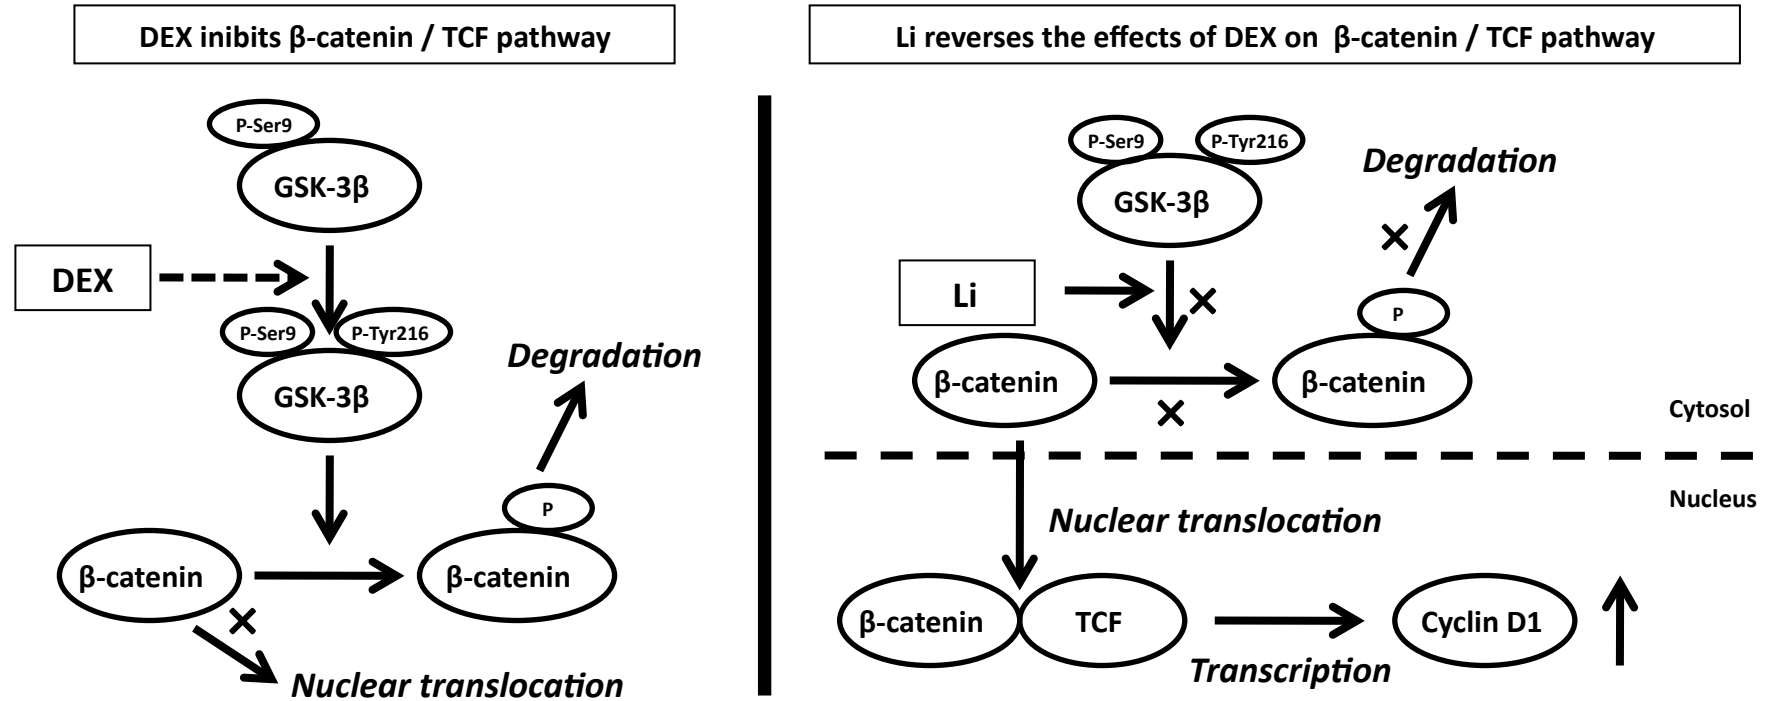 DEX inibits β-catenin / TCF pathway
P-Ser9
GSK-3β
DEX
P-Ser9
P-Tyr216
GSK-3β
Degradation
P
β-catenin
β-catenin
Nuclear translocation
Li reverses the effects of DEX on β-catenin / TCF pathway
P-Ser9
P-Tyr216
GSK-3β
Degradation
Li
P
β-catenin
β-catenin
Cytosol
Nucleus
Nuclear translocation
β-catenin
TCF
Cyclin D1
Transcription